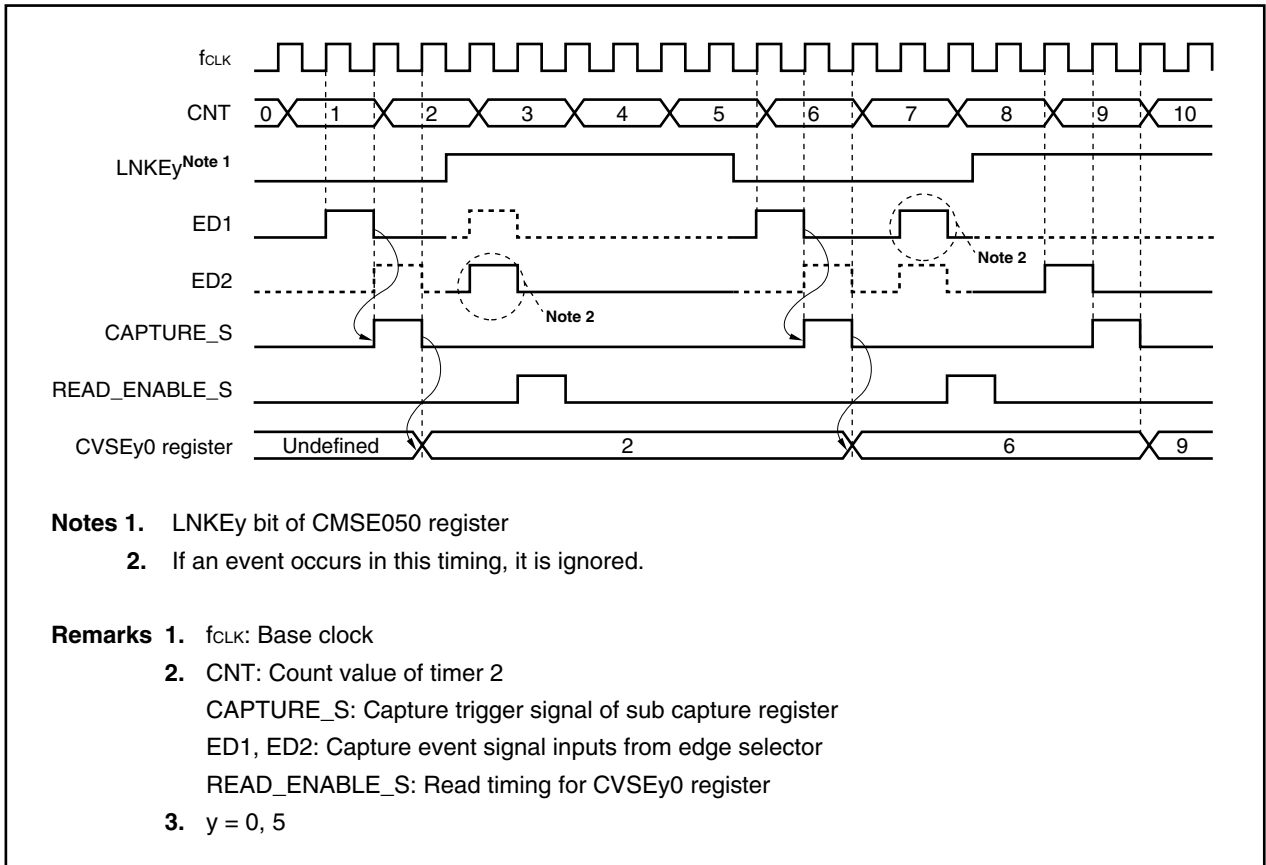 fCLK
CNT 0 1 2 3 4 5 6 7 8 9 10
LNKEyNote 1
ED1
Note 2
ED2
Note 2
CAPTURE_S
READ_ENABLE_S
CVSEy0 register Undefined 2 6 9
Notes 1. LNKEy bit of CMSE050 register
2. If an event occurs in this timing, it is ignored.
Remarks 1. fCLK: Base clock
2. CNT: Count value of timer 2
CAPTURE_S: Capture trigger signal of sub capture register
ED1, ED2: Capture event signal inputs from edge selector
READ_ENABLE_S: Read timing for CVSEy0 register
3. y = 0, 5